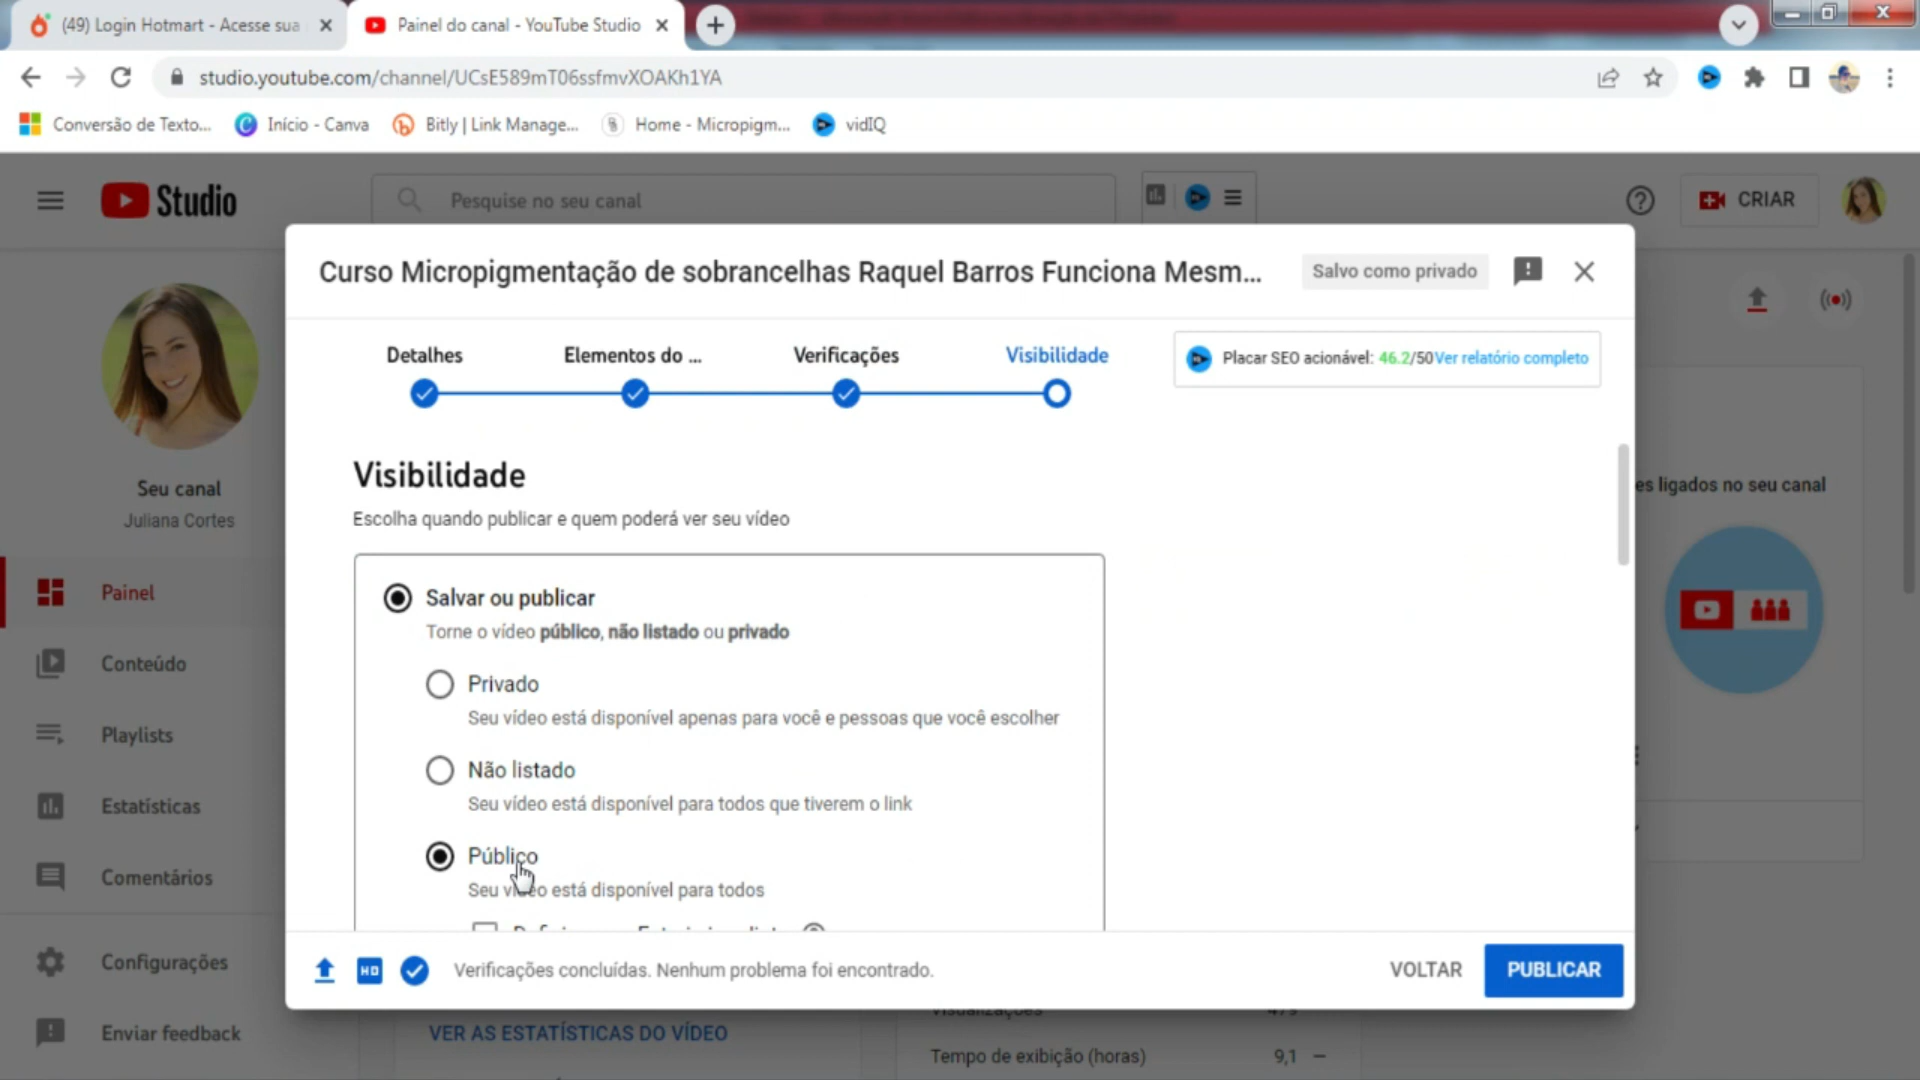 (49) Login Hotmart - Acesse sua
Painel do canal - YouTube Studio
studio.youtube.com/channel/UCsE589mT06ssfmvXOAKh1YA
Conversão de Texto...
Início - Canva
Bitly | Link Manage...
Home - Micropigm...
vidIQ
Studio
Pesquise no seu canal
CRIAR
Curso Micropigmentação de sobrancelhas Raquel Barros Funciona Mesm...
Salvo como privado
Detalhes
Elementos do ...
Verificações
Visibilidade
Placar SEO acionável: 46.2/50Ver relatório completo
Seu canal
Juliana Cortes
Visibilidade
Escolha quando publicar e quem poderá ver seu vídeo
es ligados no seu canal
Salvar ou publicar
Torne o vídeo público, não listado ou privado
Privado
Seu vídeo está disponível apenas para você e pessoas que você escolher
Não listado
Seu vídeo está disponível para todos que tiverem o link
Público
Seu vídeo está disponível para todos
Painel
Conteúdo
Playlists
Estatísticas
Comentários
Configurações
Enviar feedback
HD
Verificações concluídas. Nenhum problema foi encontrado.
VOLTAR
PUBLICAR
VER AS ESTATÍSTICAS DO VÍDEO
Tempo de exibição (horas)
9,1 —